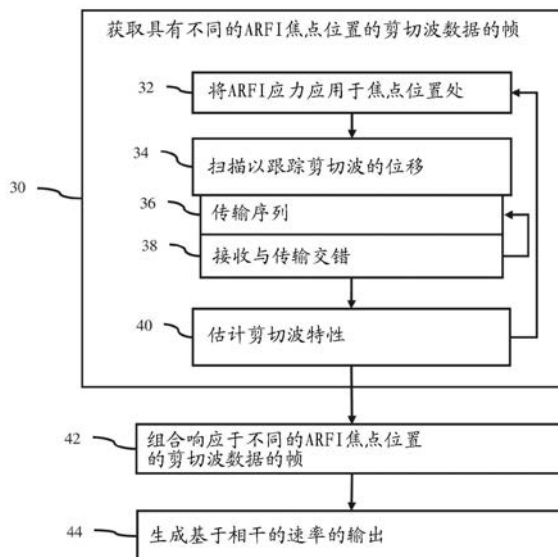 获取具有不同的ARFI焦点位置的剪切波数据的帧
32
将ARFI应力应用于焦点位置处
34
扫描以跟踪剪切波的位移
30
36
传输序列
38
接收与传输交错
40
估计剪切波特性
42
组合响应于不同的ARFI焦点位置
的剪切波数据的帧
44
生成基于相干的速率的输出